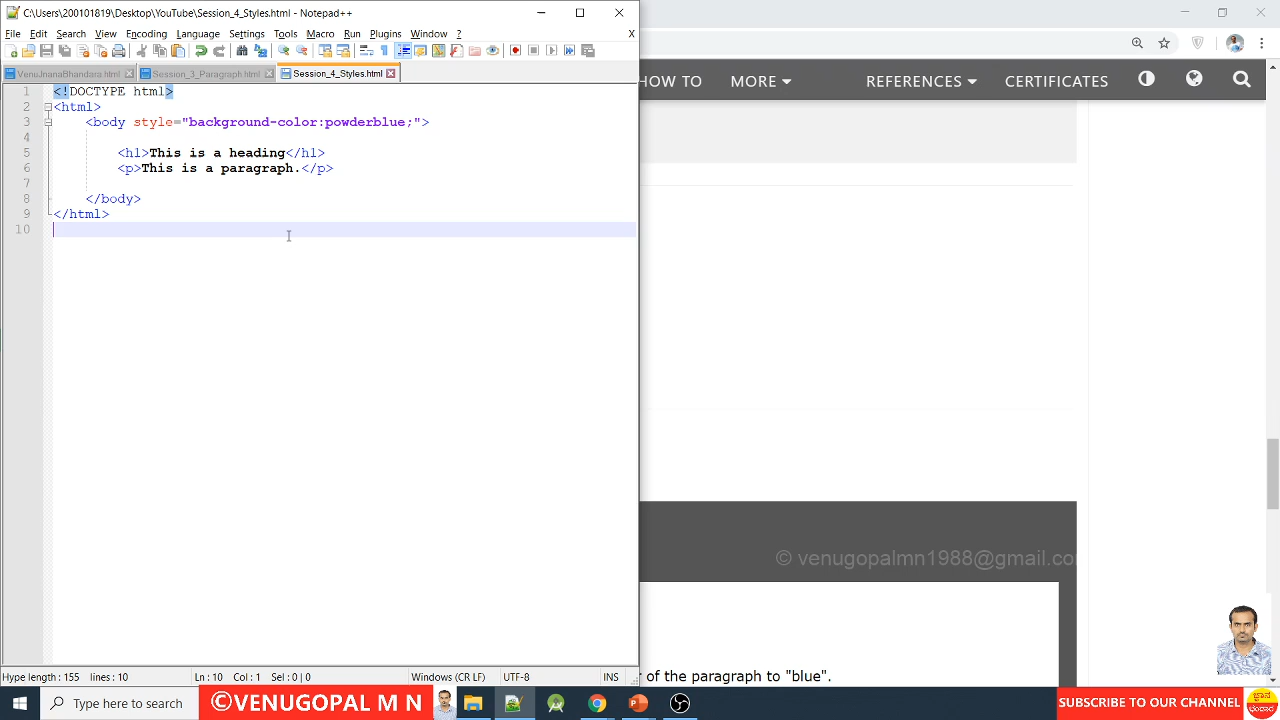 C:\Users\200101819\Desktop\YouTube\Session_4_Styles.html - Notepad++
File Edit Search View Encoding Language Settings Tools Macro Run Plugins Window ? X
VenuJnanaBhandara.html Session_3_Paragraph.html Session_4_Styles.html
HOW TO MORE REFERENCES CERTIFICATES
1 <!DOCTYPE html>
2 <html>
3 <body style="background-color:powderblue;">
4
5 <h1>This is a heading</h1>
6 <p>This is a paragraph.</p>
7
8 </body>
9 </html>
10
© venugopalmn1988@gmail.co
of the paragraph to "blue".
Hype length : 155 lines : 10 Ln : 10 Col : 1 Sel : 0 | 0 Windows (CR LF) UTF-8 INS
Type here to search
©VENUGOPAL M N
SUBSCRIBE TO OUR CHANNEL
ಜ್ಞಾನ
ಭಂಡಾರ